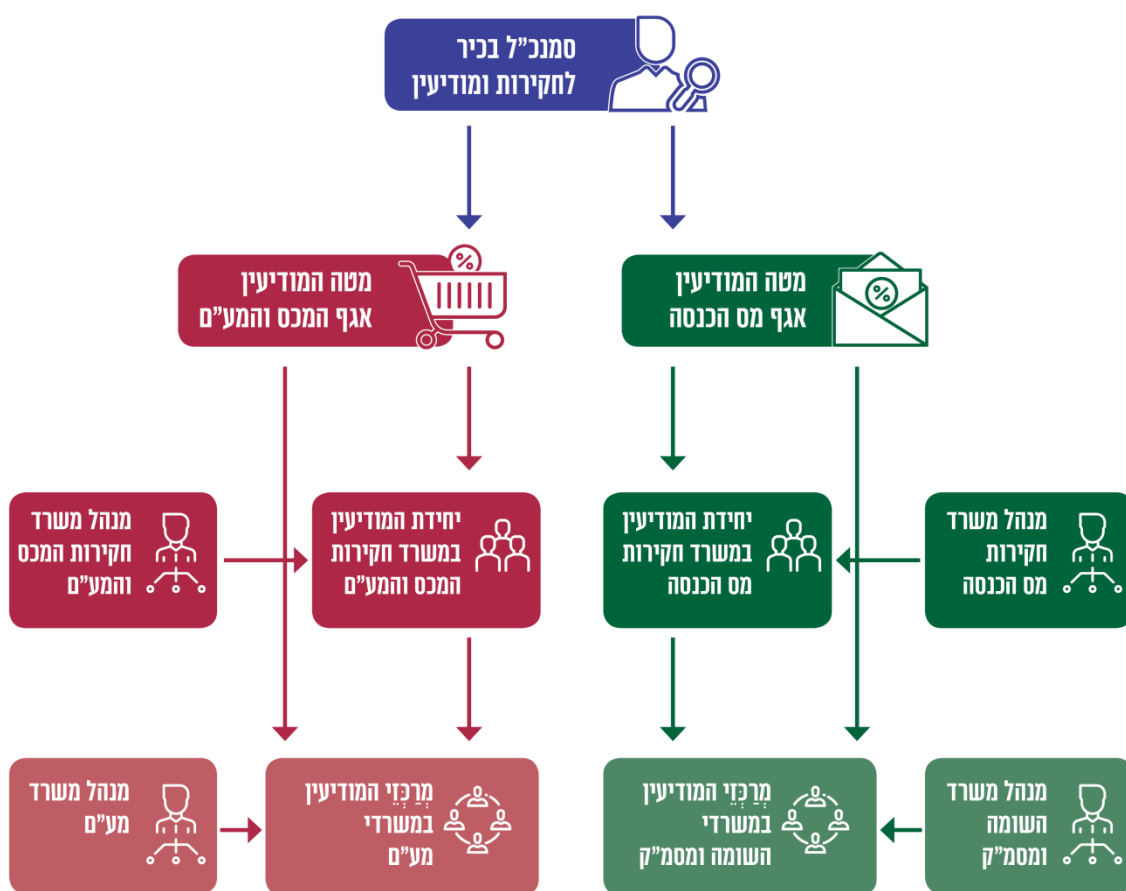 סמנכ"ל בכיר
לחקירות ומודיעין
מטה המודיעין
אגף מס הכנסה
%
מטה המודיעין
אגף המכס והמע"ם
%
מנהל משרד
חקירות
מס הכנסה
יחידת המודיעין
במשרד חקירות
מס הכנסה
יחידת המודיעין
במשרד חקירות
המכס והמע"ם
מנהל משרד
חקירות המכס
והמע"ם
מנהל משרד
השומה
ומסמ"ק
מְרַכְּזֵי המודיעין
במשרדי
השומה ומסמ"ק
מְרַכְּזֵי המודיעין
במשרדי
מע"ם
מנהל משרד
מע"ם